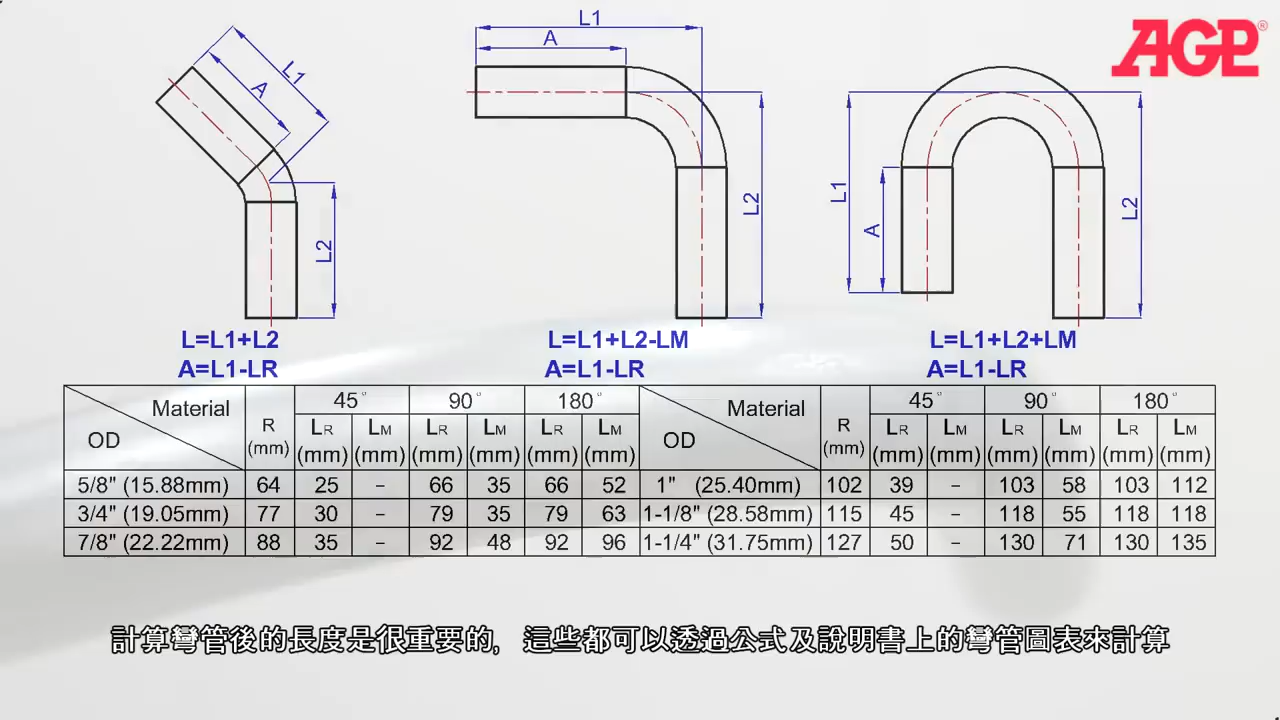 AGP®
L1
A
L2
L1
A
L2
L1
A
L2
L=L1+L2
A=L1-LR
L=L1+L2-LM
A=L1-LR
L=L1+L2+LM
A=L1-LR
Material OD R (mm) 45° 90° 180° Material OD R (mm) 45° 90° 180°
LR (mm) LM (mm) LR (mm) LM (mm) LR (mm) LM (mm) LR (mm) LM (mm) LR (mm) LM (mm) LR (mm) LM (mm)
5/8" (15.88mm) 64 25 - 66 35 66 52 1" (25.40mm) 102 39 - 103 58 103 112
3/4" (19.05mm) 77 30 - 79 35 79 63 1-1/8" (28.58mm) 115 45 - 118 55 118 118
7/8" (22.22mm) 88 35 - 92 48 92 96 1-1/4" (31.75mm) 127 50 - 130 71 130 135
計算彎管後的長度是很重要的, 這些都可以透過公式及說明書上的彎管圖表來計算